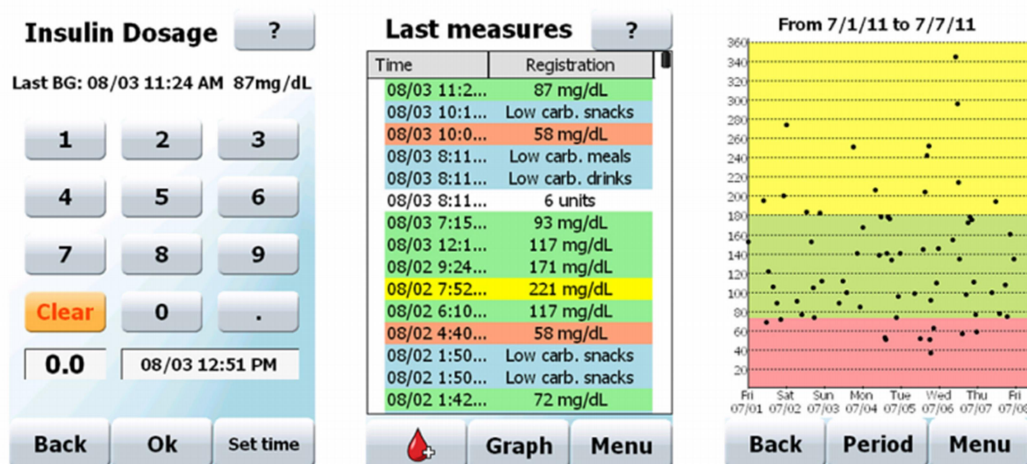 Insulin Dosage ?
Last BG: 08/03 11:24 AM 87mg/dL
1 2 3
4 5 6
7 8 9
Clear 0 .
0.0 08/03 12:51 PM
Back Ok Set time
Last measures ?
Time Registration
08/03 11:2... 87 mg/dL
08/03 10:1... Low carb. snacks
08/03 10:0... 58 mg/dL
08/03 8:11... Low carb. meals
08/03 8:11... Low carb. drinks
08/03 8:11... 6 units
08/03 7:15... 93 mg/dL
08/03 12:1... 117 mg/dL
08/02 9:24... 171 mg/dL
08/02 7:52... 221 mg/dL
08/02 6:10... 117 mg/dL
08/02 4:40... 58 mg/dL
08/02 1:50... Low carb. snacks
08/02 1:50... Low carb. snacks
08/02 1:42... 72 mg/dL
Graph Menu
From 7/1/11 to 7/7/11
360
340
320
300
280
260
240
220
200
180
160
140
120
100
80
60
40
20
Fri Sat Sun Mon Tue Wed Thu Fri
07/01 07/02 07/03 07/04 07/05 07/06 07/07 07/08
Back Period Menu